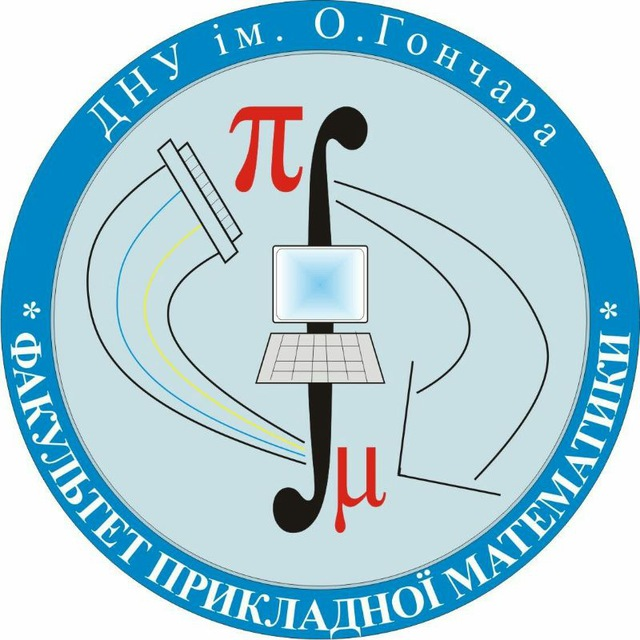 ДНУ ім. О.Гончара
π
μ
* ФАКУЛЬТЕТ ПРИКЛАДНОЇ МАТЕМАТИКИ *